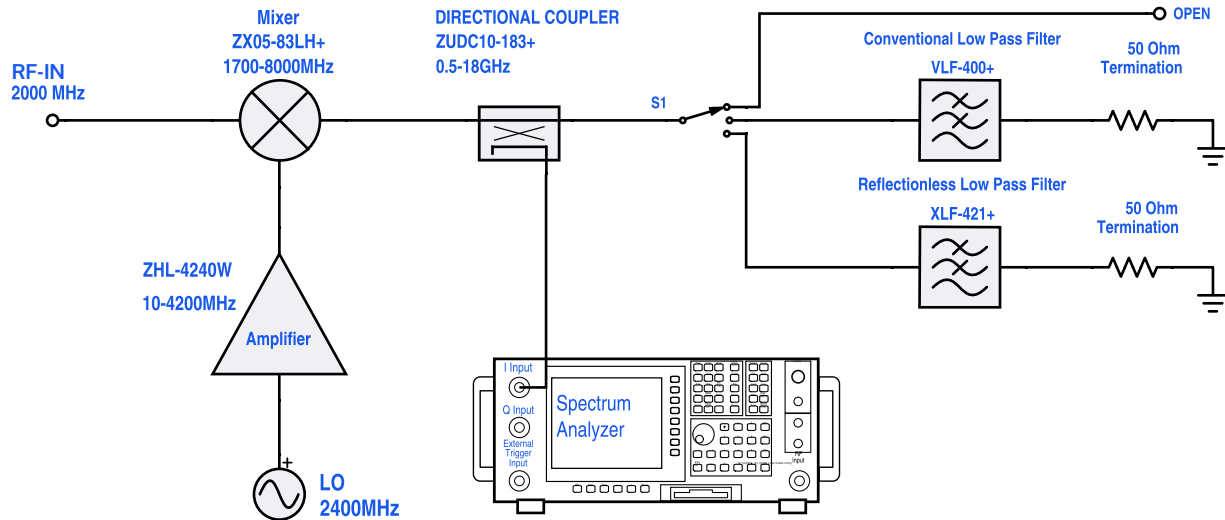 Mixer
ZX05-83LH+
1700-8000MHz
DIRECTIONAL COUPLER
ZUDC10-183+
0.5-18GHz
OPEN
RF-IN
2000 MHz
S1
Conventional Low Pass Filter
VLF-400+
50 Ohm
Termination
Reflectionless Low Pass Filter
XLF-421+
50 Ohm
Termination
ZHL-4240W
10-4200MHz
Amplifier
I Input
Q Input
External
Trigger
Input
Spectrum
Analyzer
RF
Input
+
LO
2400MHz